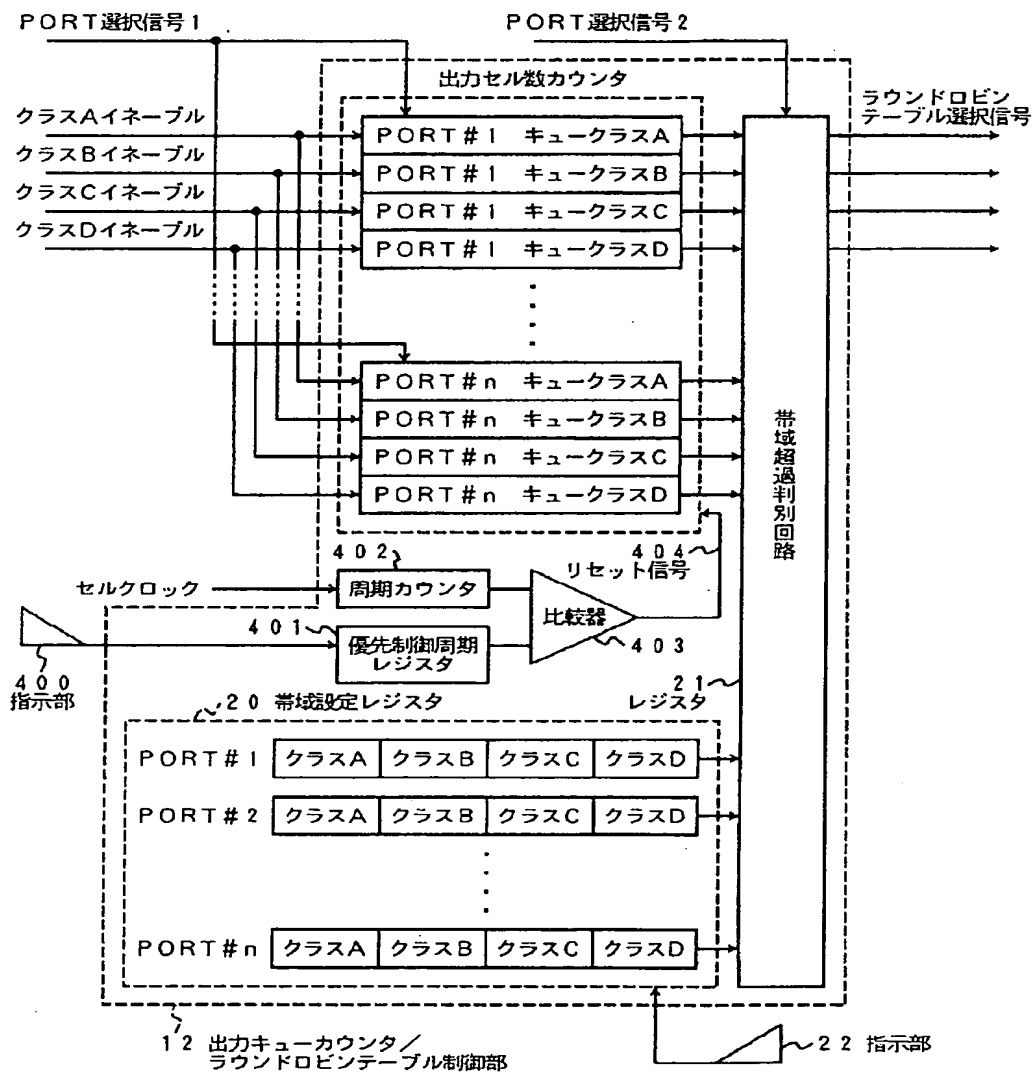 PORT選択信号1
PORT選択信号2
出力セル数カウンタ
ラウンドロビン
テーブル選択信号
クラスAイネーブル
クラスBイネーブル
クラスCイネーブル
クラスDイネーブル
PORT#1 キュークラスA
PORT#1 キュークラスB
PORT#1 キュークラスC
PORT#1 キュークラスD
PORT#n キュークラスA
PORT#n キュークラスB
PORT#n キュークラスC
PORT#n キュークラスD
帯域超過判別回路
402
404
リセット信号
セルクロック
周期カウンタ
比較器
401
優先制御周期
レジスタ
403
400
指示部
20 帯域設定レジスタ
21
レジスタ
PORT#1 クラスA クラスB クラスC クラスD
PORT#2 クラスA クラスB クラスC クラスD
PORT#n クラスA クラスB クラスC クラスD
12 出力キューカウンタ/
ラウンドロビンテーブル制御部
22 指示部